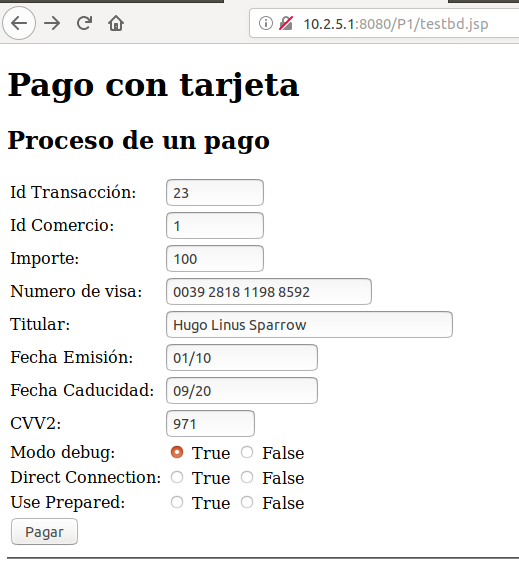 10.2.5.1:8080/P1/testbd.jsp
Pago con tarjeta
Proceso de un pago
Id Transacción: 23
Id Comercio: 1
Importe: 100
Numero de visa: 0039 2818 1198 8592
Titular: Hugo Linus Sparrow
Fecha Emisión: 01/10
Fecha Caducidad: 09/20
CVV2: 971
Modo debug: True False
Direct Connection: True False
Use Prepared: True False
Pagar